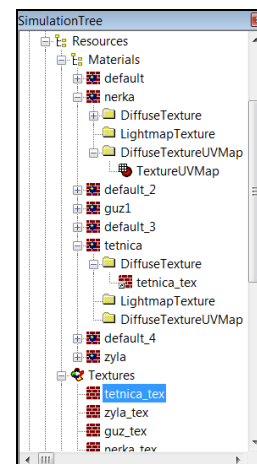 SimulationTree
Resources
Materials
default
nerka
DiffuseTexture
LightmapTexture
DiffuseTextureUVMap
TextureUVMap
default_2
guz1
default_3
tetnica
DiffuseTexture
tetnica_tex
LightmapTexture
DiffuseTextureUVMap
default_4
zyla
Textures
tetnica_tex
zyla_tex
guz_tex
nerka_tex